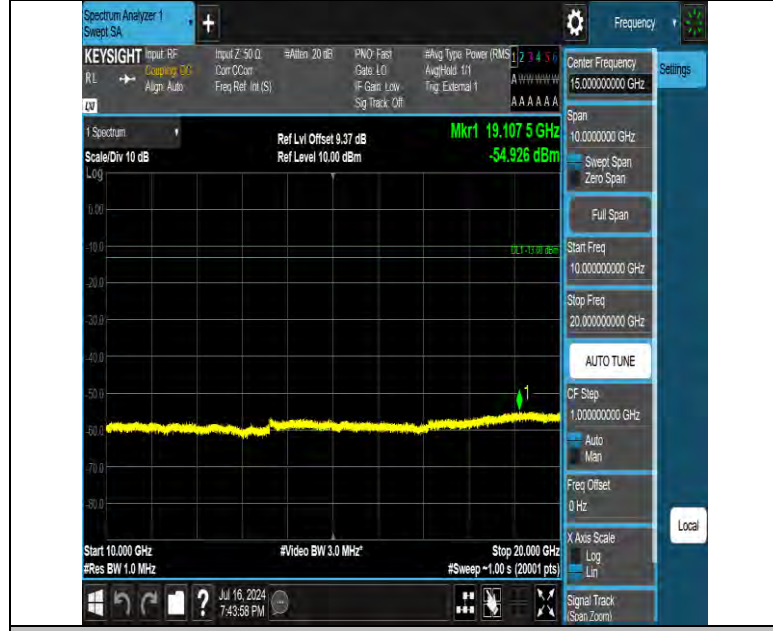 Spectrum Analyzer 1
Swept SA
+
Frequency
KEYSIGHT
RL
Input: RF
Coupling: DC
Align: Auto
Input Z: 50 Ω
Corr CCorr
Freq Ref: Int (S)
#Atten: 20 dB
PNO: Fast
Gate: LO
IF Gain: Low
Sig Track: Off
#Avg Type: Power (RMS
Avg|Hold: 1/1
Trig: External 1
1 2 3 4 5 6
A W W W W W
A A A A A A
LXI
1 Spectrum
Scale/Div 10 dB
Log
Ref Lvl Offset 9.37 dB
Ref Level 10.00 dBm
Mkr1 19.107 5 GHz
-54.926 dBm
0.00
-10.0
DL1 -13.00 dBm
-20.0
-30.0
-40.0
-50.0
1
-60.0
-70.0
-80.0
Start 10.000 GHz
#Res BW 1.0 MHz
#Video BW 3.0 MHz*
Stop 20.000 GHz
#Sweep ~1.00 s (20001 pts)
?
Jul 16, 2024
7:43:58 PM
Center Frequency
15.000000000 GHz
Span
10.0000000 GHz
Swept Span
Zero Span
Full Span
Start Freq
10.000000000 GHz
Stop Freq
20.000000000 GHz
AUTO TUNE
CF Step
1.000000000 GHz
Auto
Man
Freq Offset
0 Hz
X Axis Scale
Log
Lin
Signal Track
(Span Zoom)
Settings
Local